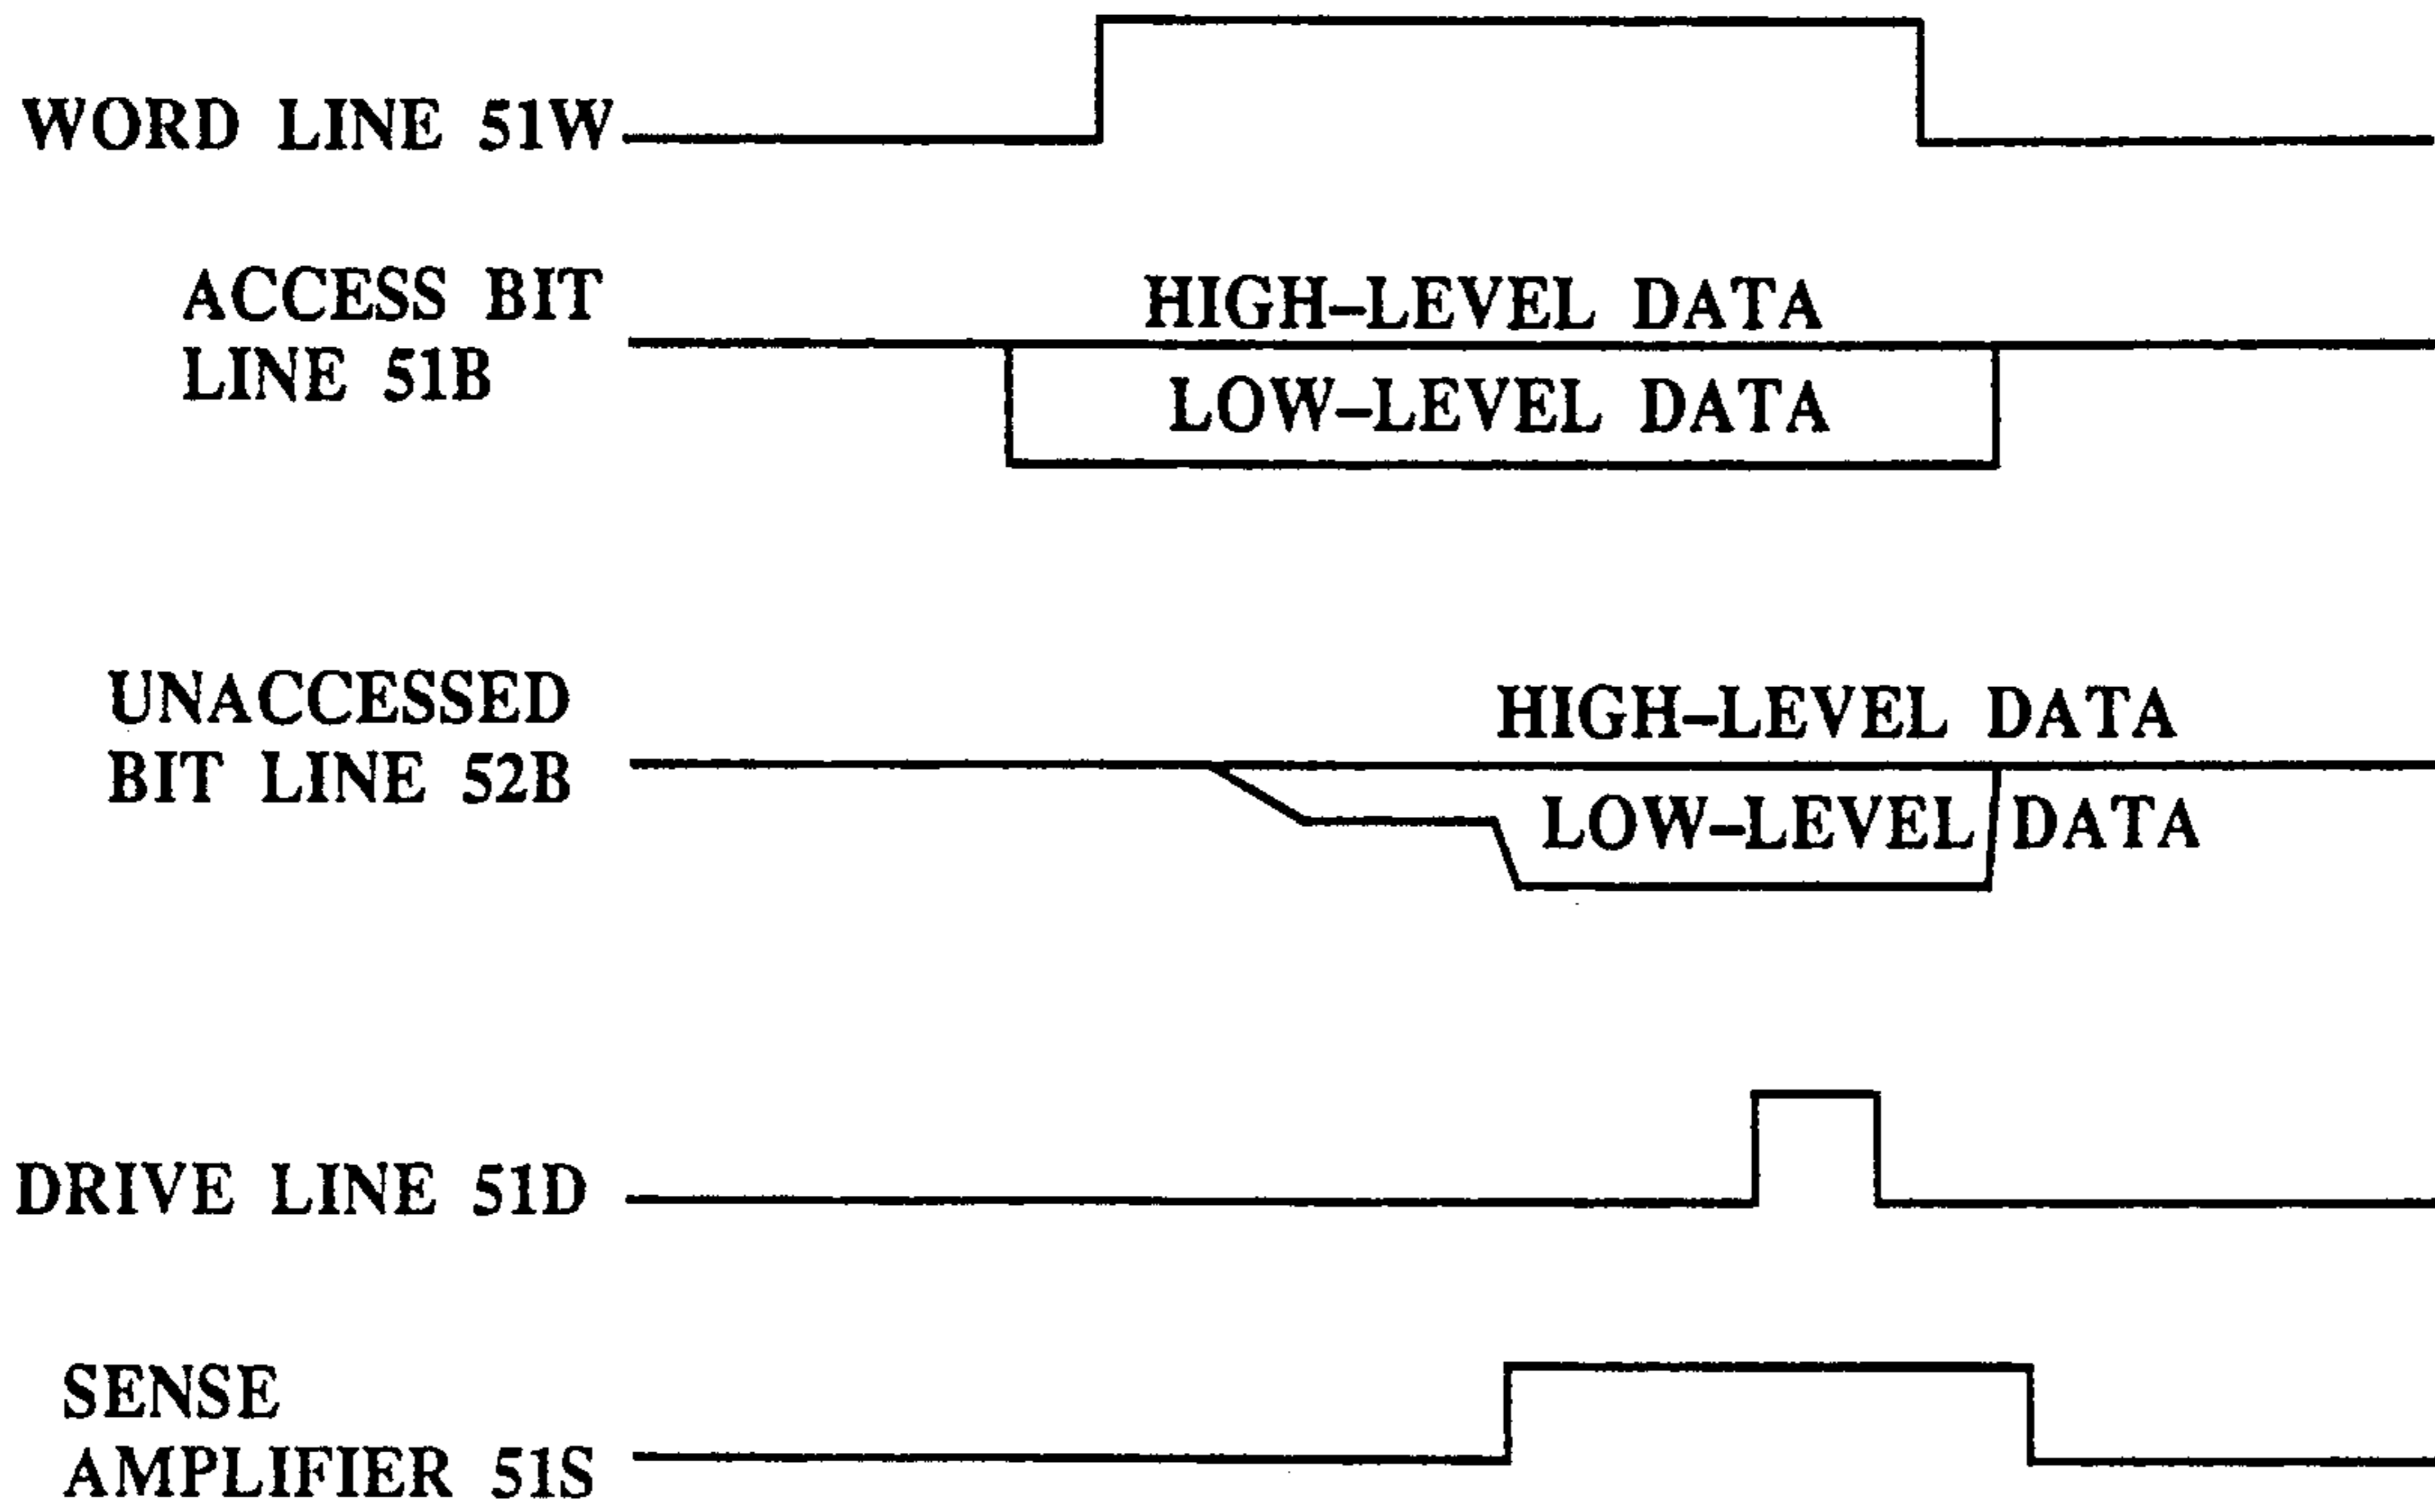 WORD LINE 51W
ACCESS BIT
LINE 51B
HIGH–LEVEL DATA
LOW–LEVEL DATA
UNACCESSED
BIT LINE 52B
HIGH–LEVEL DATA
LOW–LEVEL DATA
DRIVE LINE 51D
SENSE
AMPLIFIER 51S